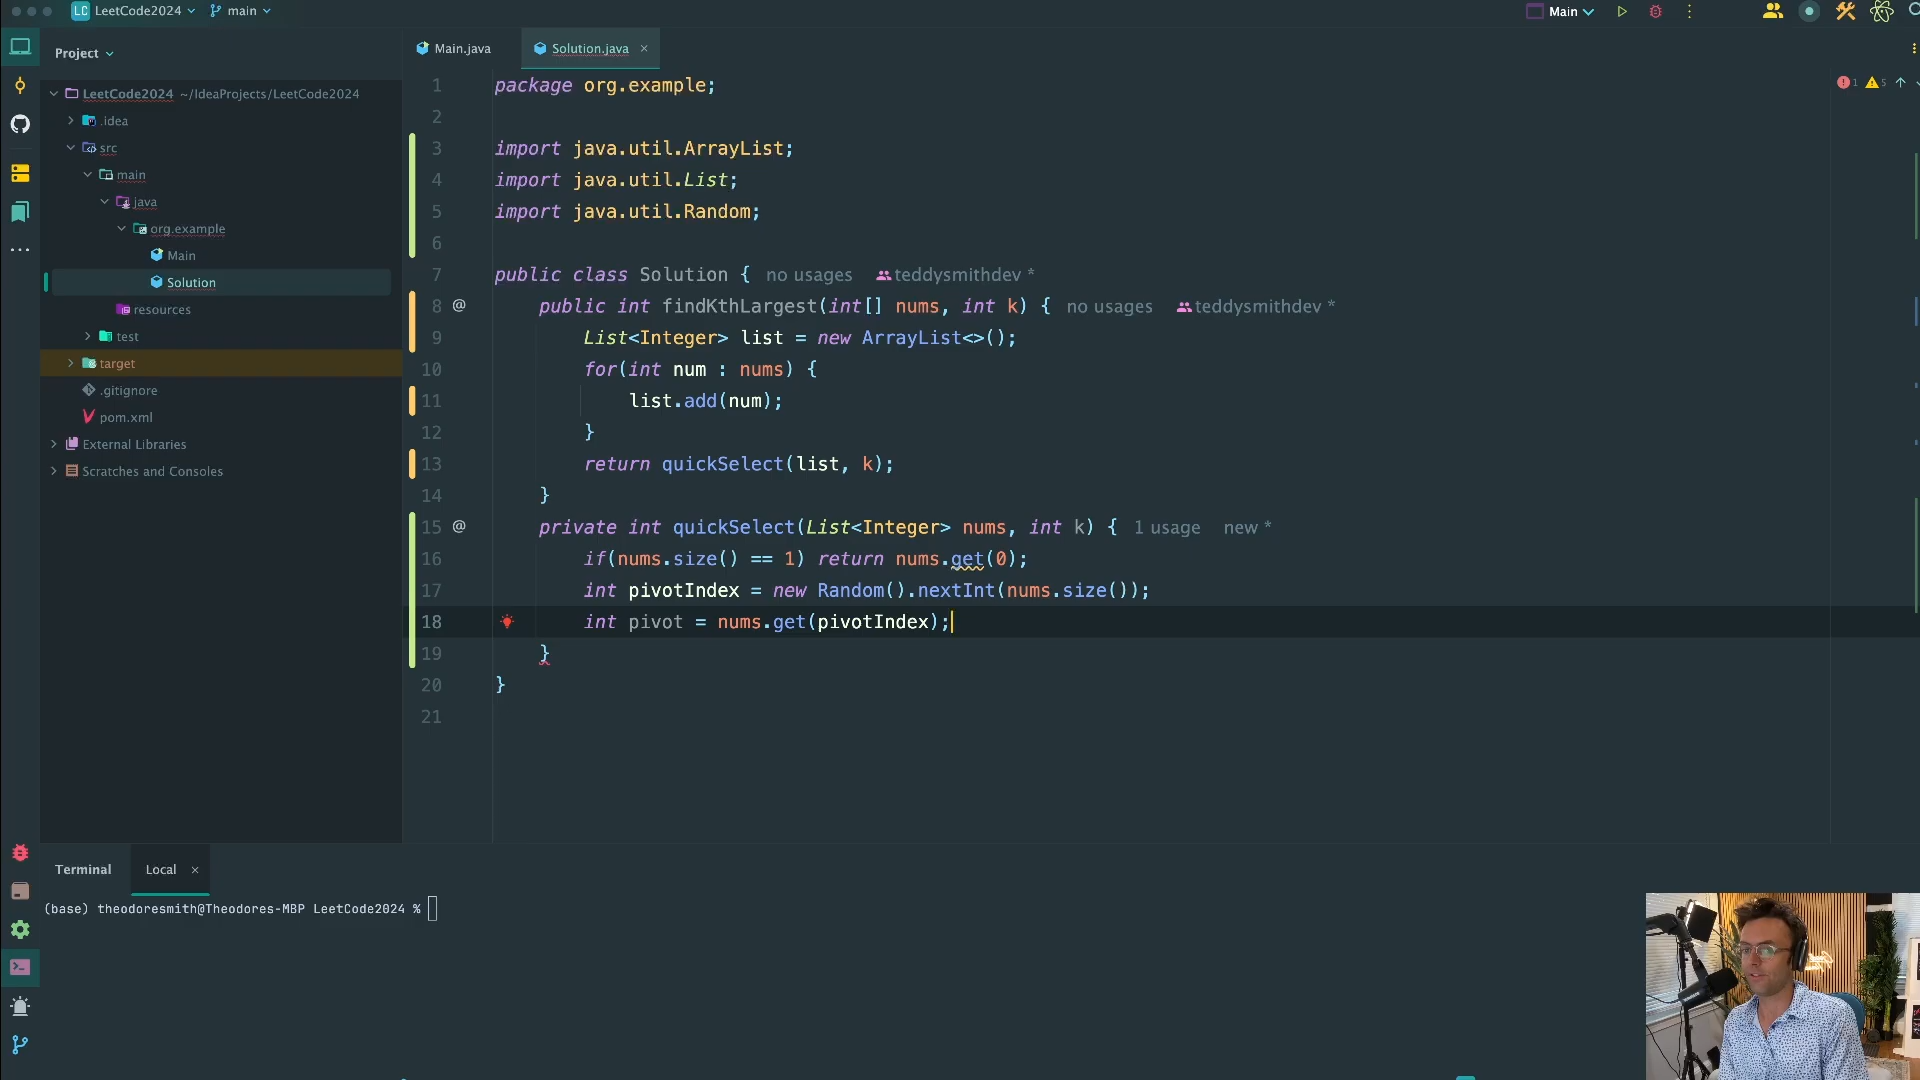 LC LeetCode2024 main
Main
Project
LeetCode2024 ~/IdeaProjects/LeetCode2024
.idea
src
main
java
org.example
Main
Solution
resources
test
target
.gitignore
pom.xml
External Libraries
Scratches and Consoles
Main.java Solution.java ×
1 5
1 package org.example;
2
3 import java.util.ArrayList;
4 import java.util.List;
5 import java.util.Random;
6
7 public class Solution { no usages teddysmithdev *
8 @ public int findKthLargest(int[] nums, int k) { no usages teddysmithdev *
9 List<Integer> list = new ArrayList<>();
10 for(int num : nums) {
11 list.add(num);
12 }
13 return quickSelect(list, k);
14 }
15 @ private int quickSelect(List<Integer> nums, int k) { 1 usage new *
16 if(nums.size() == 1) return nums.get(0);
17 int pivotIndex = new Random().nextInt(nums.size());
18 int pivot = nums.get(pivotIndex);
19 }
20 }
21
Terminal Local ×
(base) theodoresmith@Theodores-MBP LeetCode2024 %